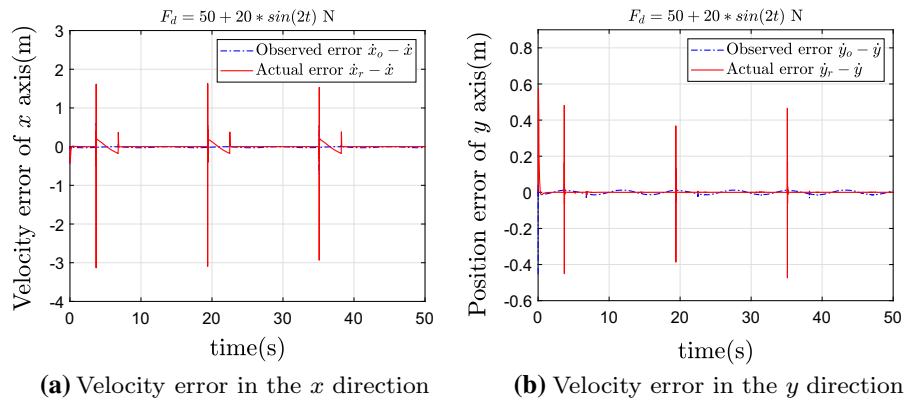 F_d = 50 + 20 * sin(2t) N
Velocity error of x axis(m)
3
2
1
0
-1
-2
-3
-4
Observed error ẋ_o − ẋ
Actual error ẋ_r − ẋ
0 10 20 30 40 50
time(s)
(a) Velocity error in the x direction
F_d = 50 + 20 * sin(2t) N
Position error of y axis(m)
0.8
0.6
0.4
0.2
0
-0.2
-0.4
-0.6
Observed error ẏ_o − ẏ
Actual error ẏ_r − ẏ
0 10 20 30 40 50
time(s)
(b) Velocity error in the y direction